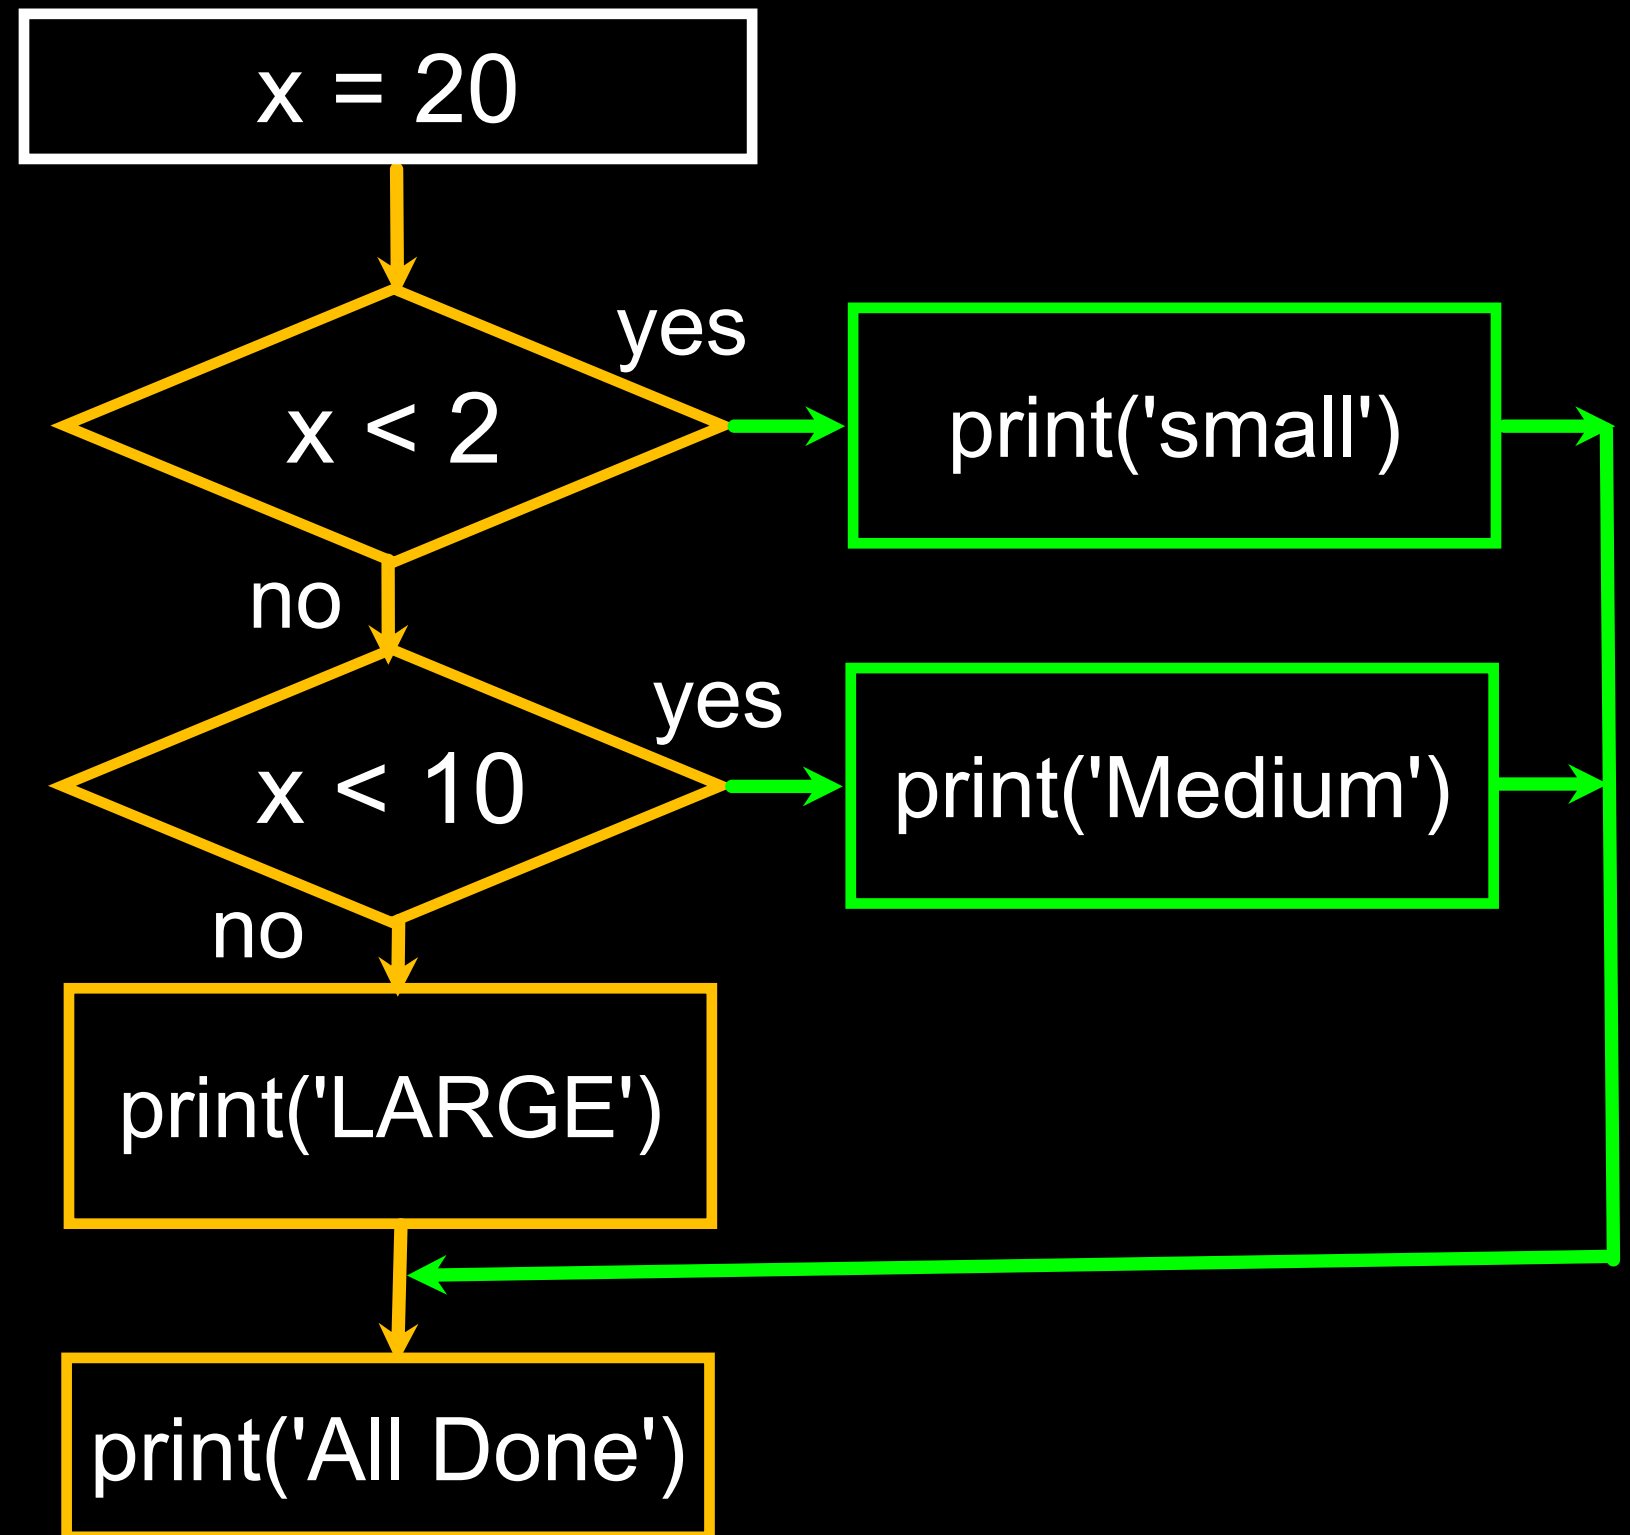 x = 20
yes
x < 2
print('small')
no
yes
x < 10
print('Medium')
no
print('LARGE')
print('All Done')